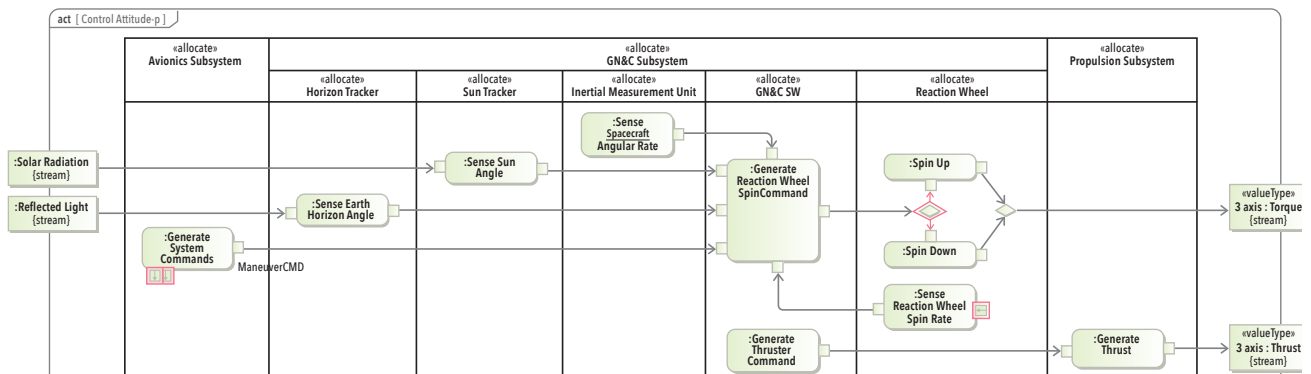 act [ Control Attitude-p ]
«allocate»
Avionics Subsystem
«allocate»
GN&C Subsystem
«allocate»
Propulsion Subsystem
«allocate»
Horizon Tracker
«allocate»
Sun Tracker
«allocate»
Inertial Measurement Unit
«allocate»
GN&C SW
«allocate»
Reaction Wheel
:Sense
Spacecraft
Angular Rate
:Solar Radiation
{stream}
:Sense Sun
Angle
:Generate
Reaction Wheel
SpinCommand
:Spin Up
:Reflected Light
{stream}
:Sense Earth
Horizon Angle
«valueType»
3 axis : Torque
{stream}
:Generate
System
Commands
ManeuverCMD
:Spin Down
:Sense
Reaction Wheel
Spin Rate
:Generate
Thruster
Command
:Generate
Thrust
«valueType»
3 axis : Thrust
{stream}